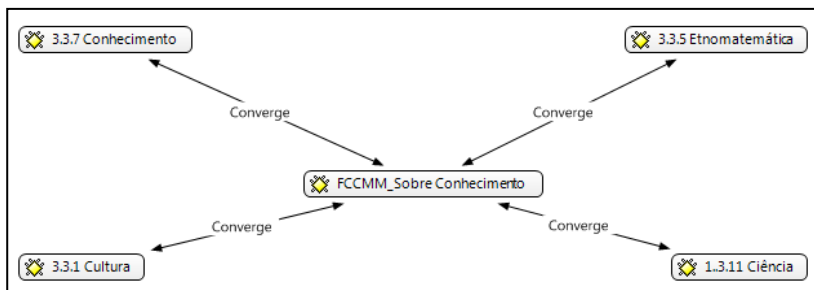 3.3.7 Conhecimento
3.3.5 Etnomatemática
Converge
Converge
FCCMM_Sobre Conhecimento
Converge
Converge
3.3.1 Cultura
1..3.11 Ciência